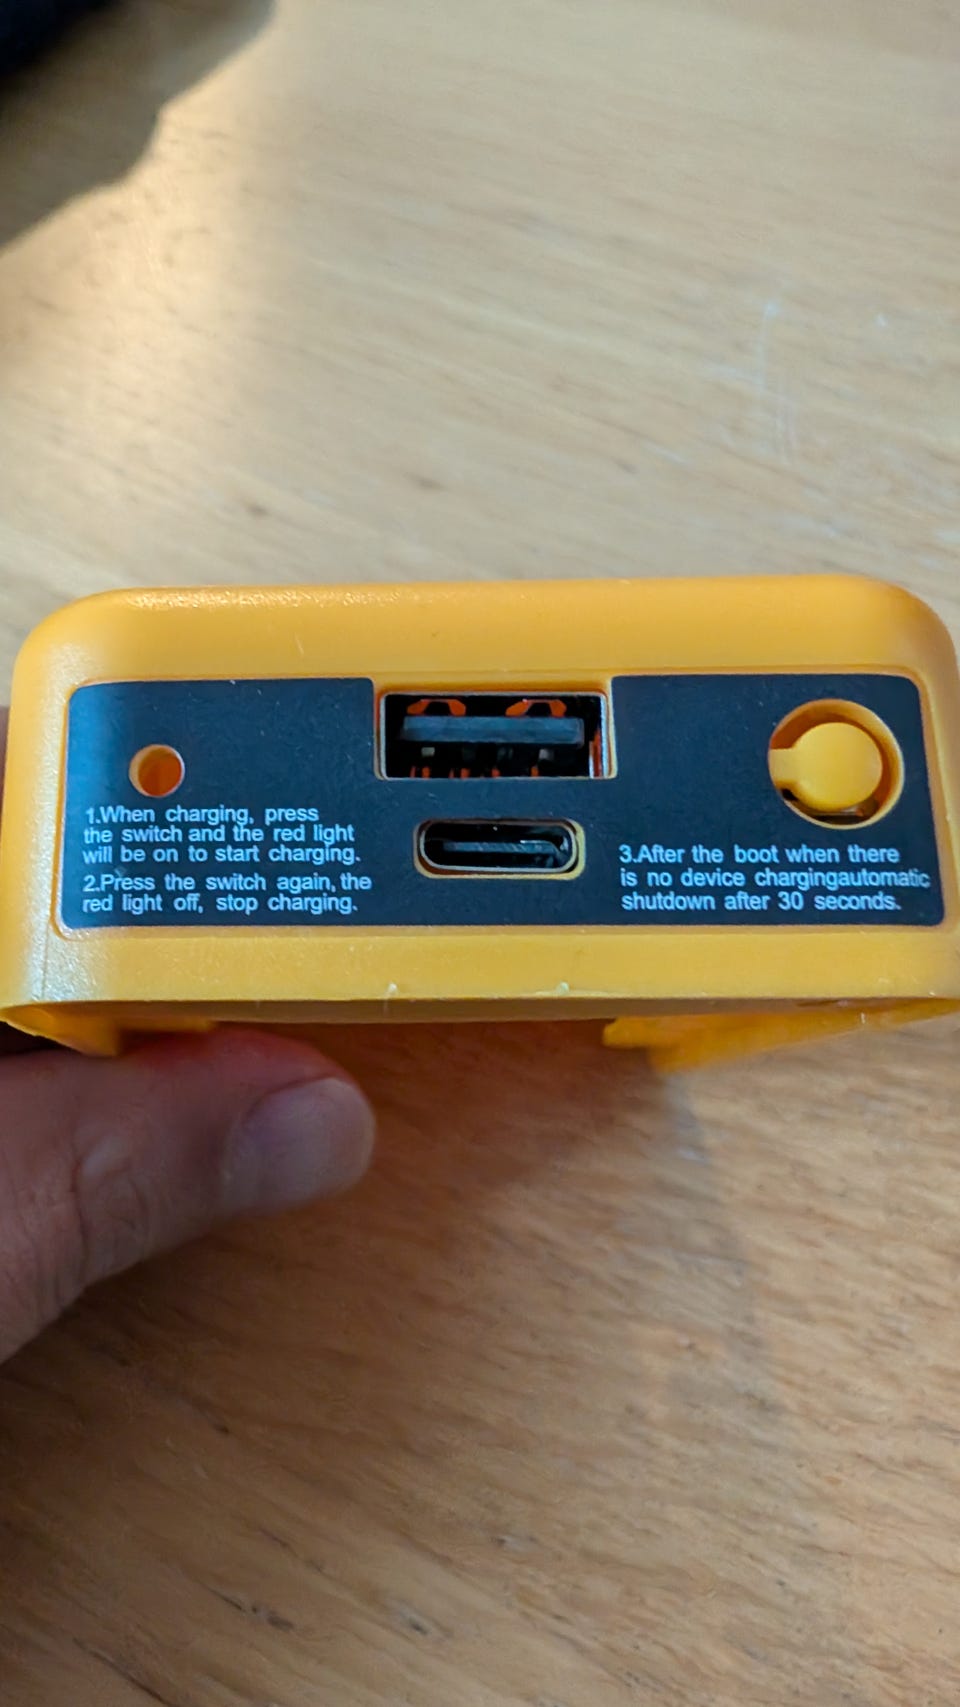 1.When charging, press
the switch and the red light
will be on to start charging.
2.Press the switch again, the
red light off, stop charging.
3.After the boot when there
is no device chargingautomatic
shutdown after 30 seconds.